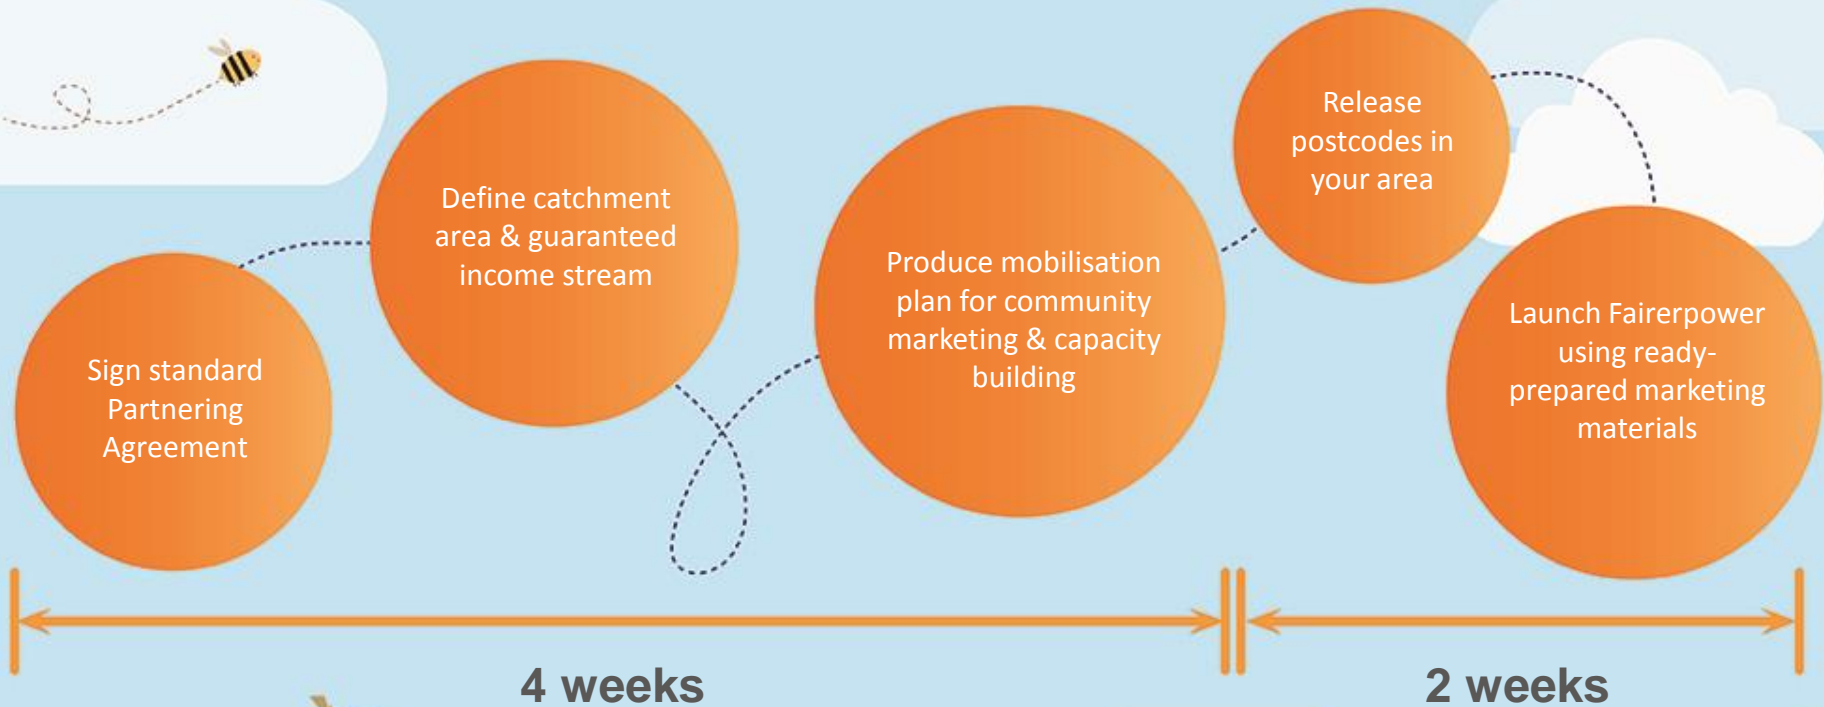 Sign standard
Partnering
Agreement
Define catchment
area & guaranteed
income stream
Produce mobilisation
plan for community
marketing & capacity
building
Release
postcodes in
your area
Launch Fairerpower
using ready-
prepared marketing
materials
4 weeks
2 weeks